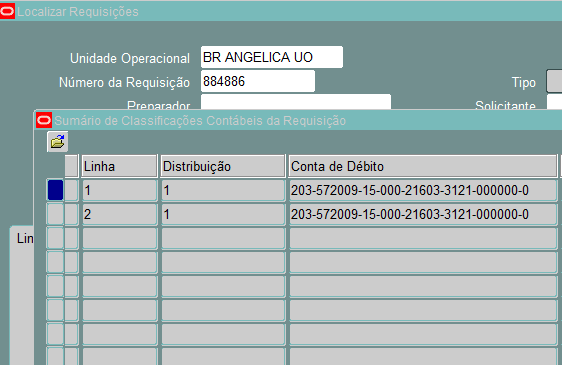 Localizar Requisições
Unidade Operacional BR ANGELICA UO
Número da Requisição 884886 Tipo
Preparador Solicitante
Sumário de Classificações Contábeis da Requisição
Linha Distribuição Conta de Débito
1 1 203-572009-15-000-21603-3121-000000-0
2 1 203-572009-15-000-21603-3121-000000-0
Lin